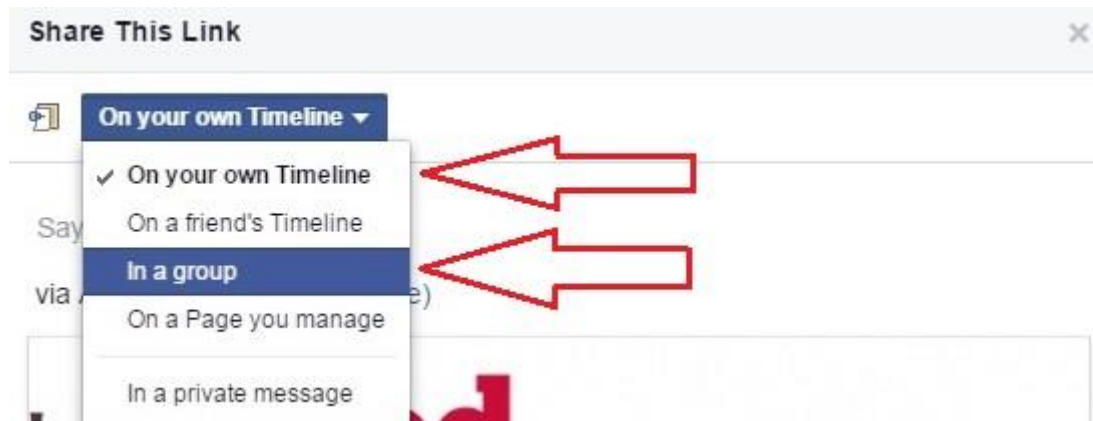 Share This Link
On your own Timeline
On your own Timeline
On a friend's Timeline
Say
In a group
via
On a Page you manage
In a private message